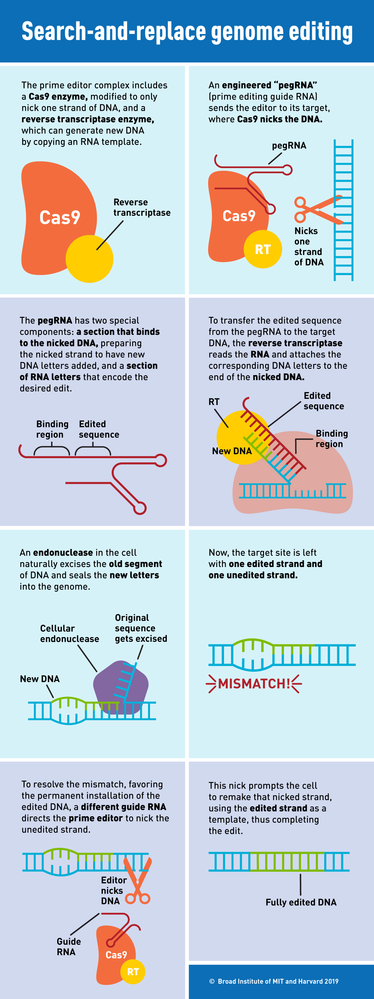 Search-and-replace genome editing
The prime editor complex includes
a Cas9 enzyme, modified to only
nick one strand of DNA, and a
reverse transcriptase enzyme,
which can generate new DNA
by copying an RNA template.
Cas9
Reverse
transcriptase
An engineered “pegRNA”
(prime editing guide RNA)
sends the editor to its target,
where Cas9 nicks the DNA.
pegRNA
Cas9
RT
Nicks
one
strand
of DNA
The pegRNA has two special
components: a section that binds
to the nicked DNA, preparing
the nicked strand to have new
DNA letters added, and a section
of RNA letters that encode the
desired edit.
Binding
region
Edited
sequence
To transfer the edited sequence
from the pegRNA to the target
DNA, the reverse transcriptase
reads the RNA and attaches the
corresponding DNA letters to the
end of the nicked DNA.
RT
Edited
sequence
Binding
region
New DNA
An endonuclease in the cell
naturally excises the old segment
of DNA and seals the new letters
into the genome.
Cellular
endonuclease
Original
sequence
gets excised
New DNA
Now, the target site is left
with one edited strand and
one unedited strand.
MISMATCH!
To resolve the mismatch, favoring
the permanent installation of the
edited DNA, a different guide RNA
directs the prime editor to nick the
unedited strand.
Editor
nicks
DNA
Guide
RNA
Cas9
RT
This nick prompts the cell
to remake that nicked strand,
using the edited strand as a
template, thus completing
the edit.
Fully edited DNA
© Broad Institute of MIT and Harvard 2019